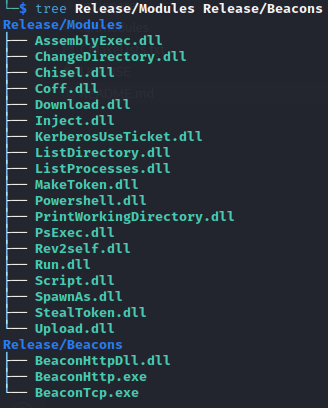 └─$ tree Release/Modules Release/Beacons
Release/Modules
├── AssemblyExec.dll
├── ChangeDirectory.dll
├── Chisel.dll
├── Coff.dll
├── Download.dll
├── Inject.dll
├── KerberosUseTicket.dll
├── ListDirectory.dll
├── ListProcesses.dll
├── MakeToken.dll
├── Powershell.dll
├── PrintWorkingDirectory.dll
├── PsExec.dll
├── Rev2self.dll
├── Run.dll
├── Script.dll
├── SpawnAs.dll
├── StealToken.dll
└── Upload.dll
Release/Beacons
├── BeaconHttpDll.dll
├── BeaconHttp.exe
└── BeaconTcp.exe